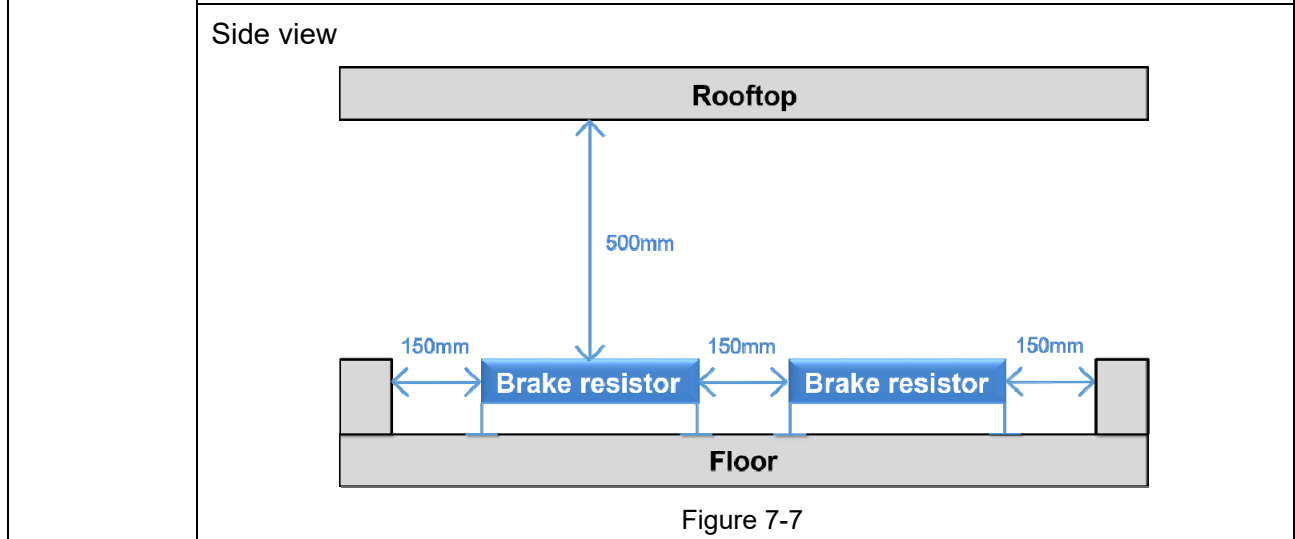 Side view
Rooftop
500mm
150mm
150mm
150mm
Brake resistor
Brake resistor
Floor
Figure 7-7